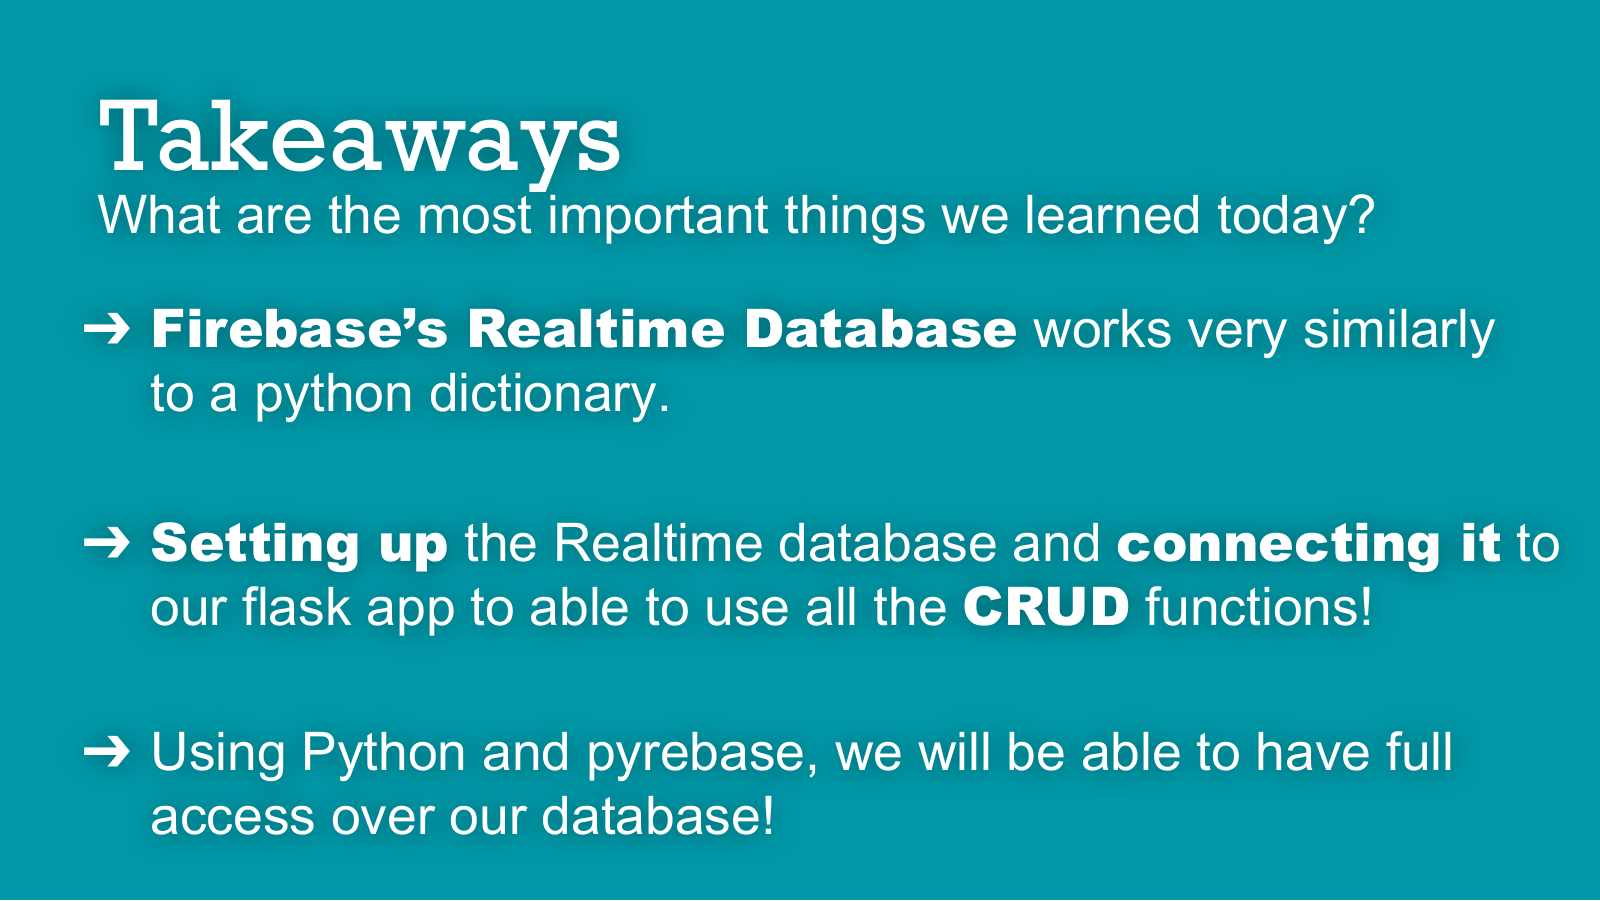 Takeaways
What are the most important things we learned today?
➔ Firebase’s Realtime Database works very similarly
to a python dictionary.
➔ Setting up the Realtime database and connecting it to
our flask app to able to use all the CRUD functions!
➔ Using Python and pyrebase, we will be able to have full
access over our database!